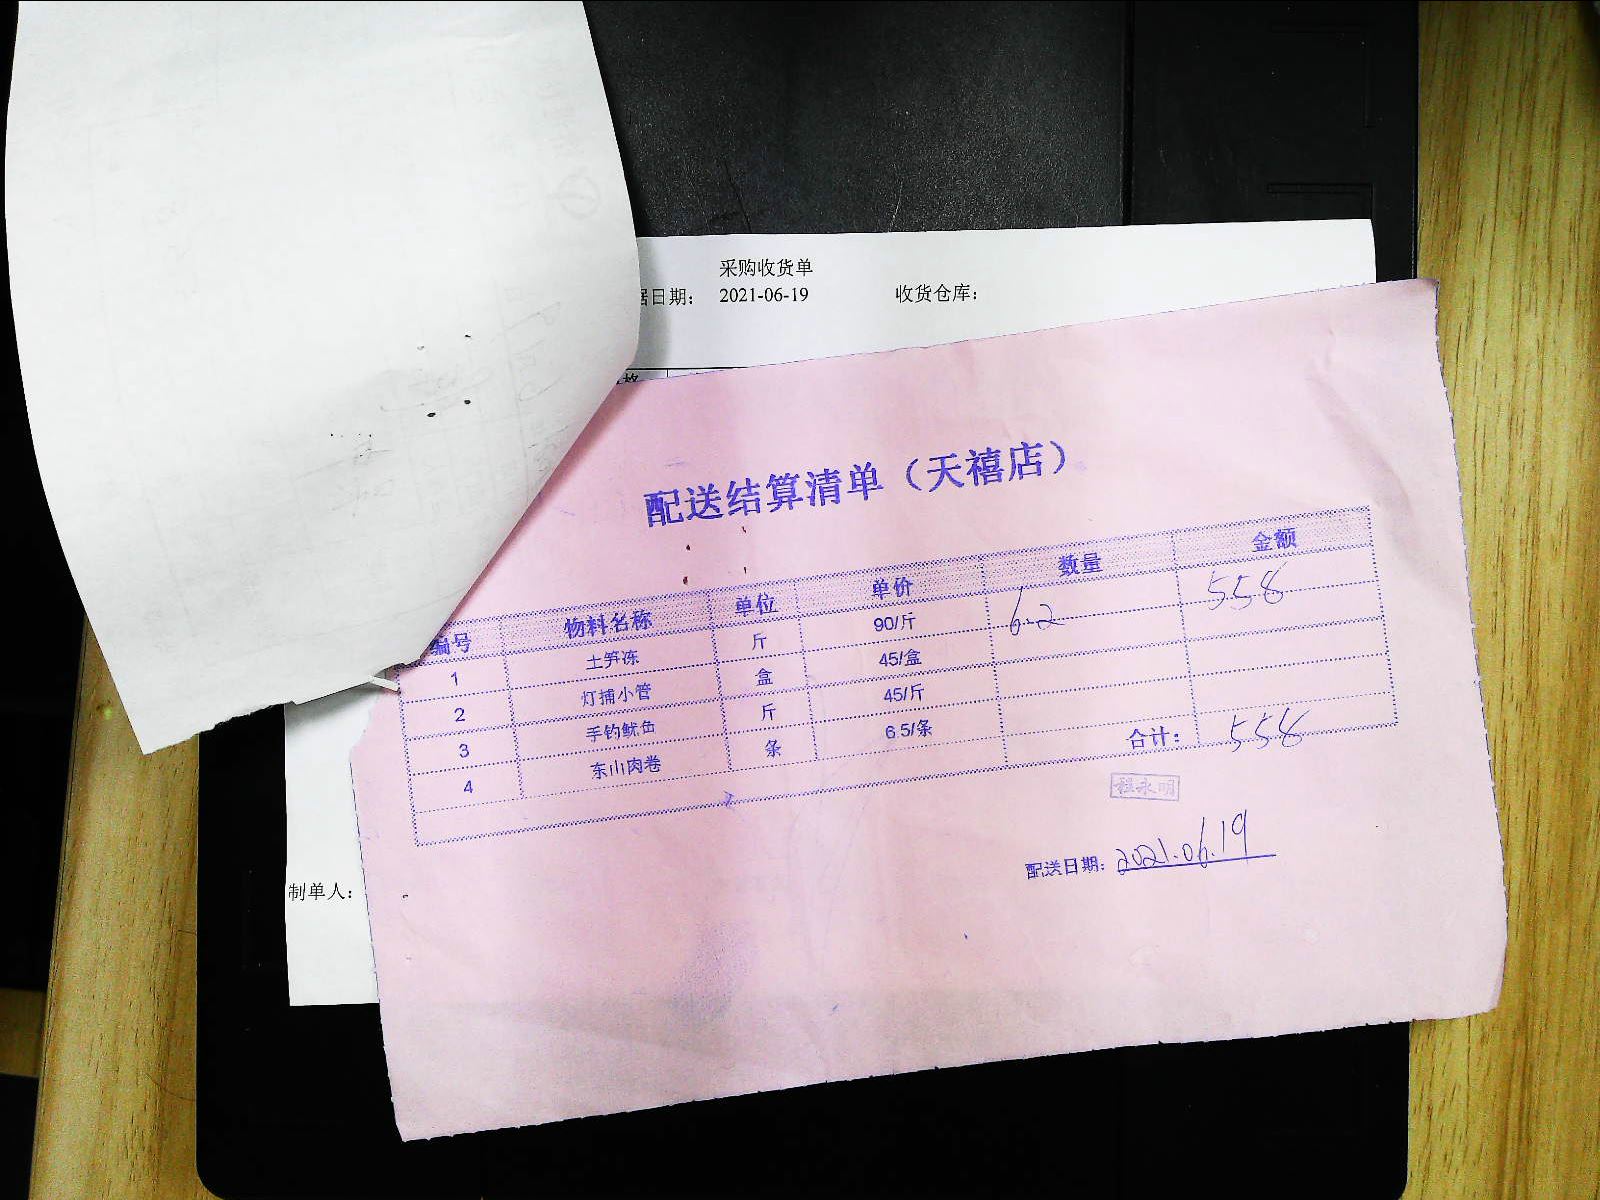 采购收货单
据日期： 2021-06-19 收货仓库：
格
配送结算清单（天禧店）
编号 物料名称 单位 单价 数量 金额
1 土笋冻 斤 90/斤 6.2 558
2 灯捕小管 盒 45/盒
3 手钓鱿鱼 斤 45/斤
4 东山肉卷 条 6.5/条
合计： 558
程永明
配送日期：2021.06.19
制单人：